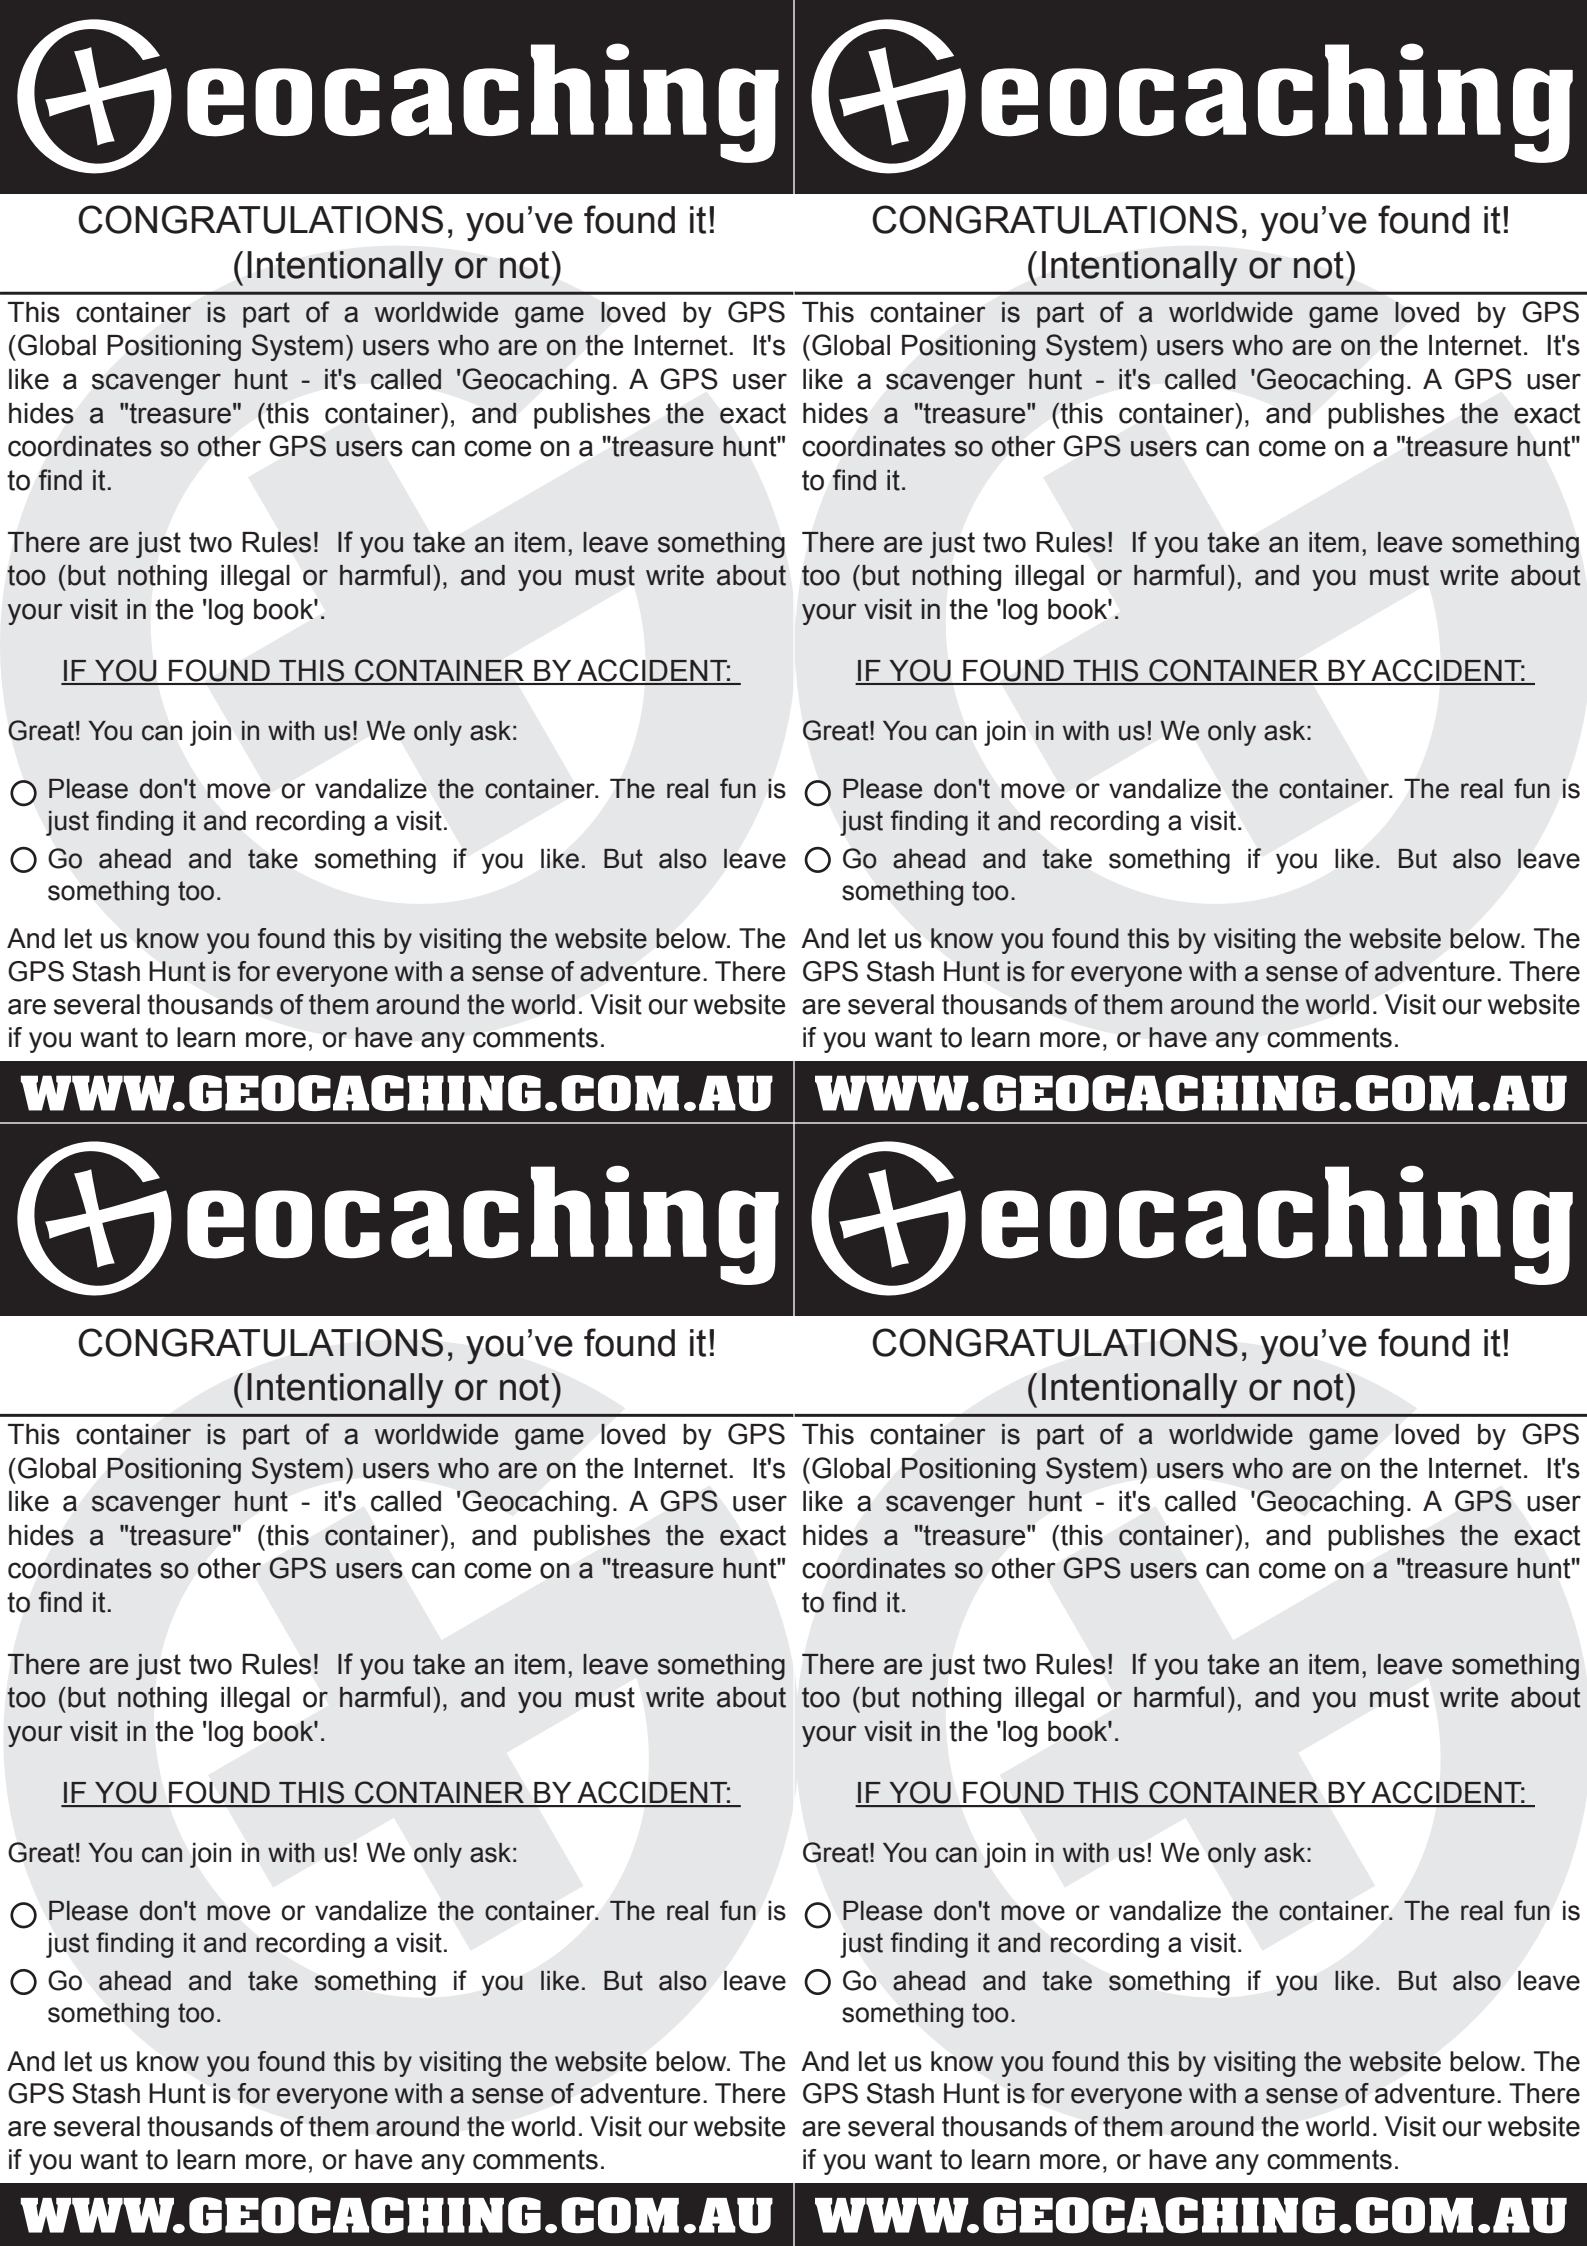 Geocaching
CONGRATULATIONS, you’ve found it!
(Intentionally or not)
This container is part of a worldwide game loved by GPS
(Global Positioning System) users who are on the Internet.  It's
like a scavenger hunt - it's called 'Geocaching. A GPS user
hides a "treasure" (this container), and publishes the exact
coordinates so other GPS users can come on a "treasure hunt"
to find it.
There are just two Rules!  If you take an item, leave something
too (but nothing illegal or harmful), and you must write about
your visit in the 'log book'.
IF YOU FOUND THIS CONTAINER BY ACCIDENT:
Great! You can join in with us! We only ask:
Please don't move or vandalize the container. The real fun is
just finding it and recording a visit.
Go ahead and take something if you like. But also leave
something too.
And let us know you found this by visiting the website below. The
GPS Stash Hunt is for everyone with a sense of adventure. There
are several thousands of them around the world. Visit our website
if you want to learn more, or have any comments.
WWW.GEOCACHING.COM.AU
Geocaching
CONGRATULATIONS, you’ve found it!
(Intentionally or not)
This container is part of a worldwide game loved by GPS
(Global Positioning System) users who are on the Internet.  It's
like a scavenger hunt - it's called 'Geocaching. A GPS user
hides a "treasure" (this container), and publishes the exact
coordinates so other GPS users can come on a "treasure hunt"
to find it.
There are just two Rules!  If you take an item, leave something
too (but nothing illegal or harmful), and you must write about
your visit in the 'log book'.
IF YOU FOUND THIS CONTAINER BY ACCIDENT:
Great! You can join in with us! We only ask:
Please don't move or vandalize the container. The real fun is
just finding it and recording a visit.
Go ahead and take something if you like. But also leave
something too.
And let us know you found this by visiting the website below. The
GPS Stash Hunt is for everyone with a sense of adventure. There
are several thousands of them around the world. Visit our website
if you want to learn more, or have any comments.
WWW.GEOCACHING.COM.AU
Geocaching
CONGRATULATIONS, you’ve found it!
(Intentionally or not)
This container is part of a worldwide game loved by GPS
(Global Positioning System) users who are on the Internet.  It's
like a scavenger hunt - it's called 'Geocaching. A GPS user
hides a "treasure" (this container), and publishes the exact
coordinates so other GPS users can come on a "treasure hunt"
to find it.
There are just two Rules!  If you take an item, leave something
too (but nothing illegal or harmful), and you must write about
your visit in the 'log book'.
IF YOU FOUND THIS CONTAINER BY ACCIDENT:
Great! You can join in with us! We only ask:
Please don't move or vandalize the container. The real fun is
just finding it and recording a visit.
Go ahead and take something if you like. But also leave
something too.
And let us know you found this by visiting the website below. The
GPS Stash Hunt is for everyone with a sense of adventure. There
are several thousands of them around the world. Visit our website
if you want to learn more, or have any comments.
WWW.GEOCACHING.COM.AU
Geocaching
CONGRATULATIONS, you’ve found it!
(Intentionally or not)
This container is part of a worldwide game loved by GPS
(Global Positioning System) users who are on the Internet.  It's
like a scavenger hunt - it's called 'Geocaching. A GPS user
hides a "treasure" (this container), and publishes the exact
coordinates so other GPS users can come on a "treasure hunt"
to find it.
There are just two Rules!  If you take an item, leave something
too (but nothing illegal or harmful), and you must write about
your visit in the 'log book'.
IF YOU FOUND THIS CONTAINER BY ACCIDENT:
Great! You can join in with us! We only ask:
Please don't move or vandalize the container. The real fun is
just finding it and recording a visit.
Go ahead and take something if you like. But also leave
something too.
And let us know you found this by visiting the website below. The
GPS Stash Hunt is for everyone with a sense of adventure. There
are several thousands of them around the world. Visit our website
if you want to learn more, or have any comments.
WWW.GEOCACHING.COM.AU